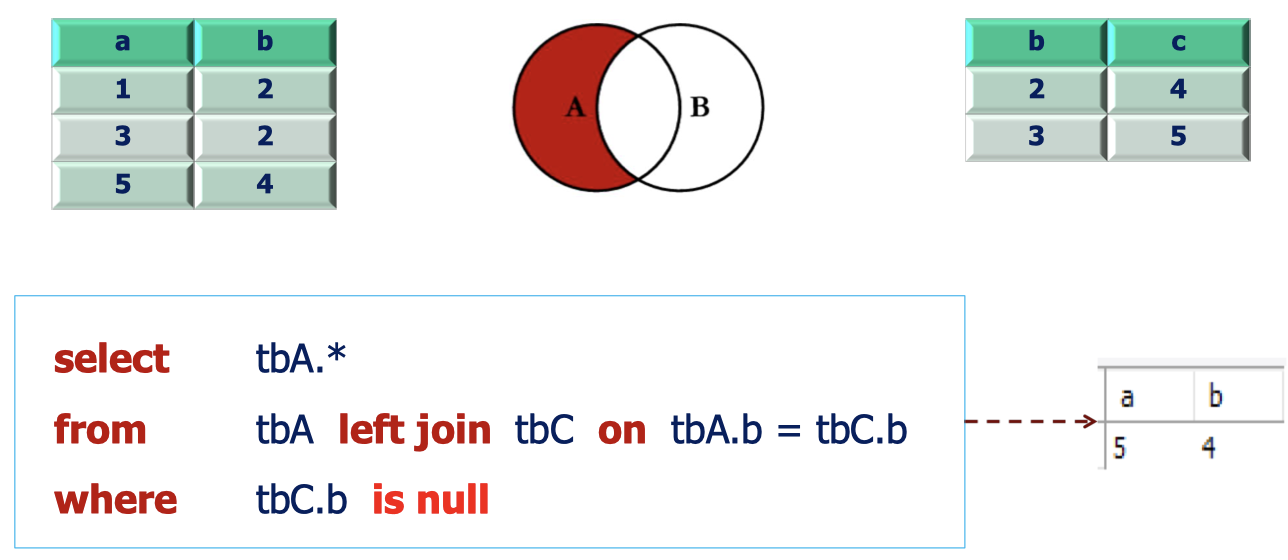 a b
1 2
3 2
5 4
A B
b c
2 4
3 5
select tbA.*
from tbA left join tbC on tbA.b = tbC.b
where tbC.b is null
a b
5 4